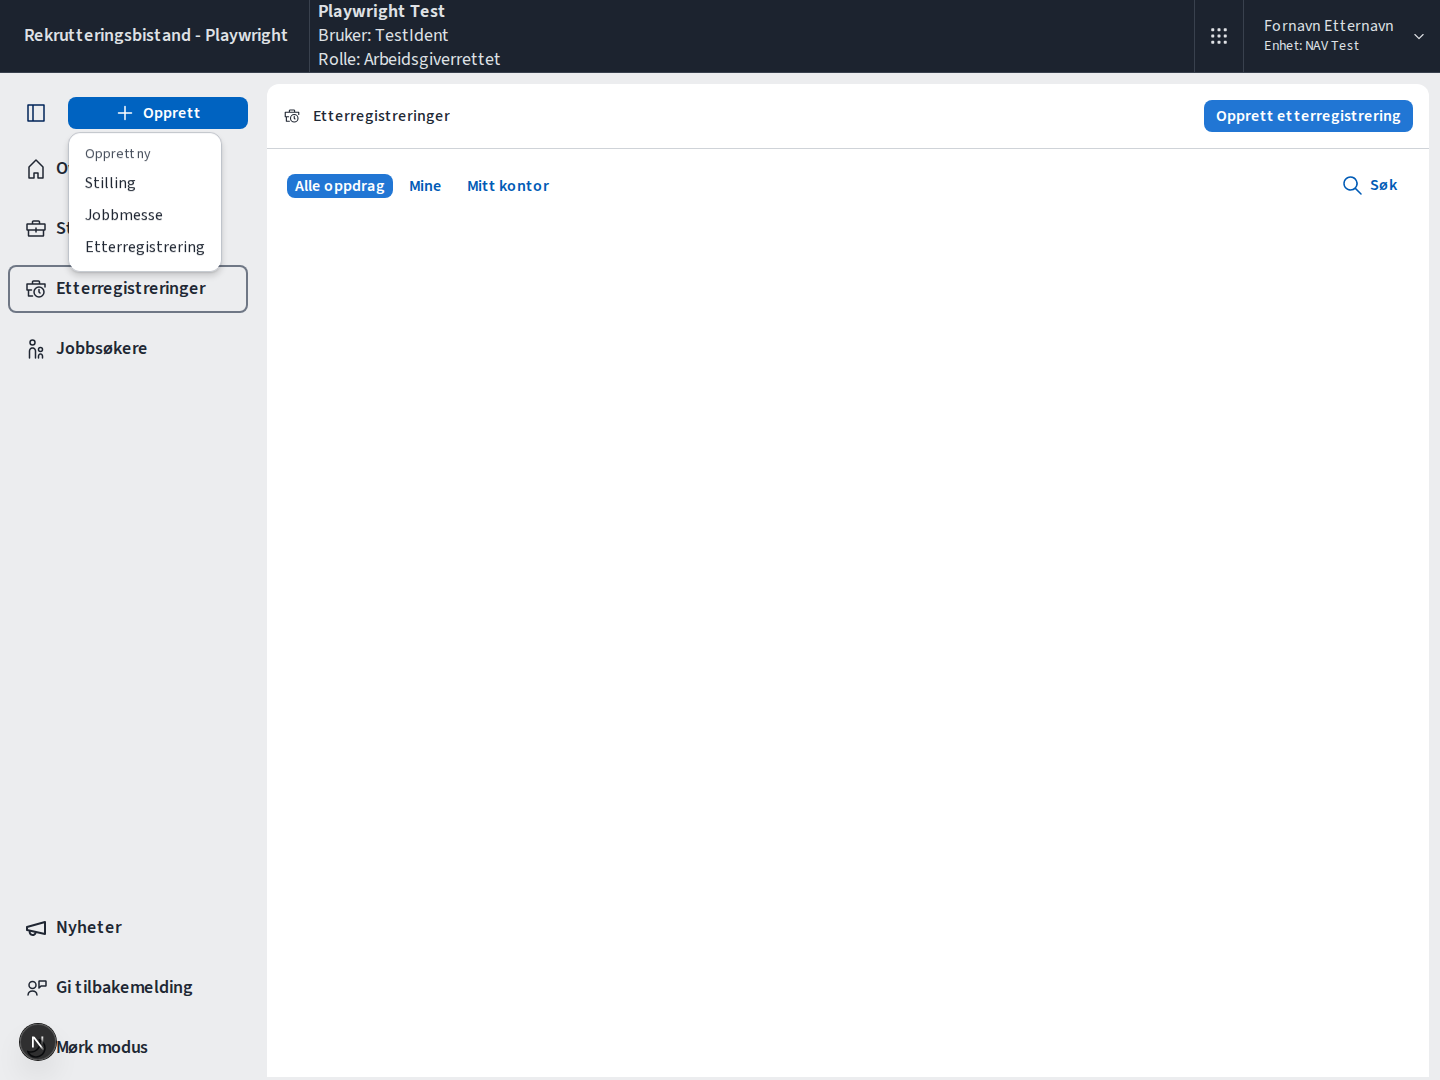 Rekrutteringsbistand - Playwright
Playwright Test
Bruker: TestIdent
Rolle: Arbeidsgiverrettet
Fornavn Etternavn
Enhet: NAV Test
Opprett
Opprett ny
Stilling
Jobbmesse
Etterregistrering
Etterregistreringer
Jobbsøkere
Nyheter
Gi tilbakemelding
Mørk modus
Etterregistreringer
Opprett etterregistrering
Alle oppdrag
Mine
Mitt kontor
Søk